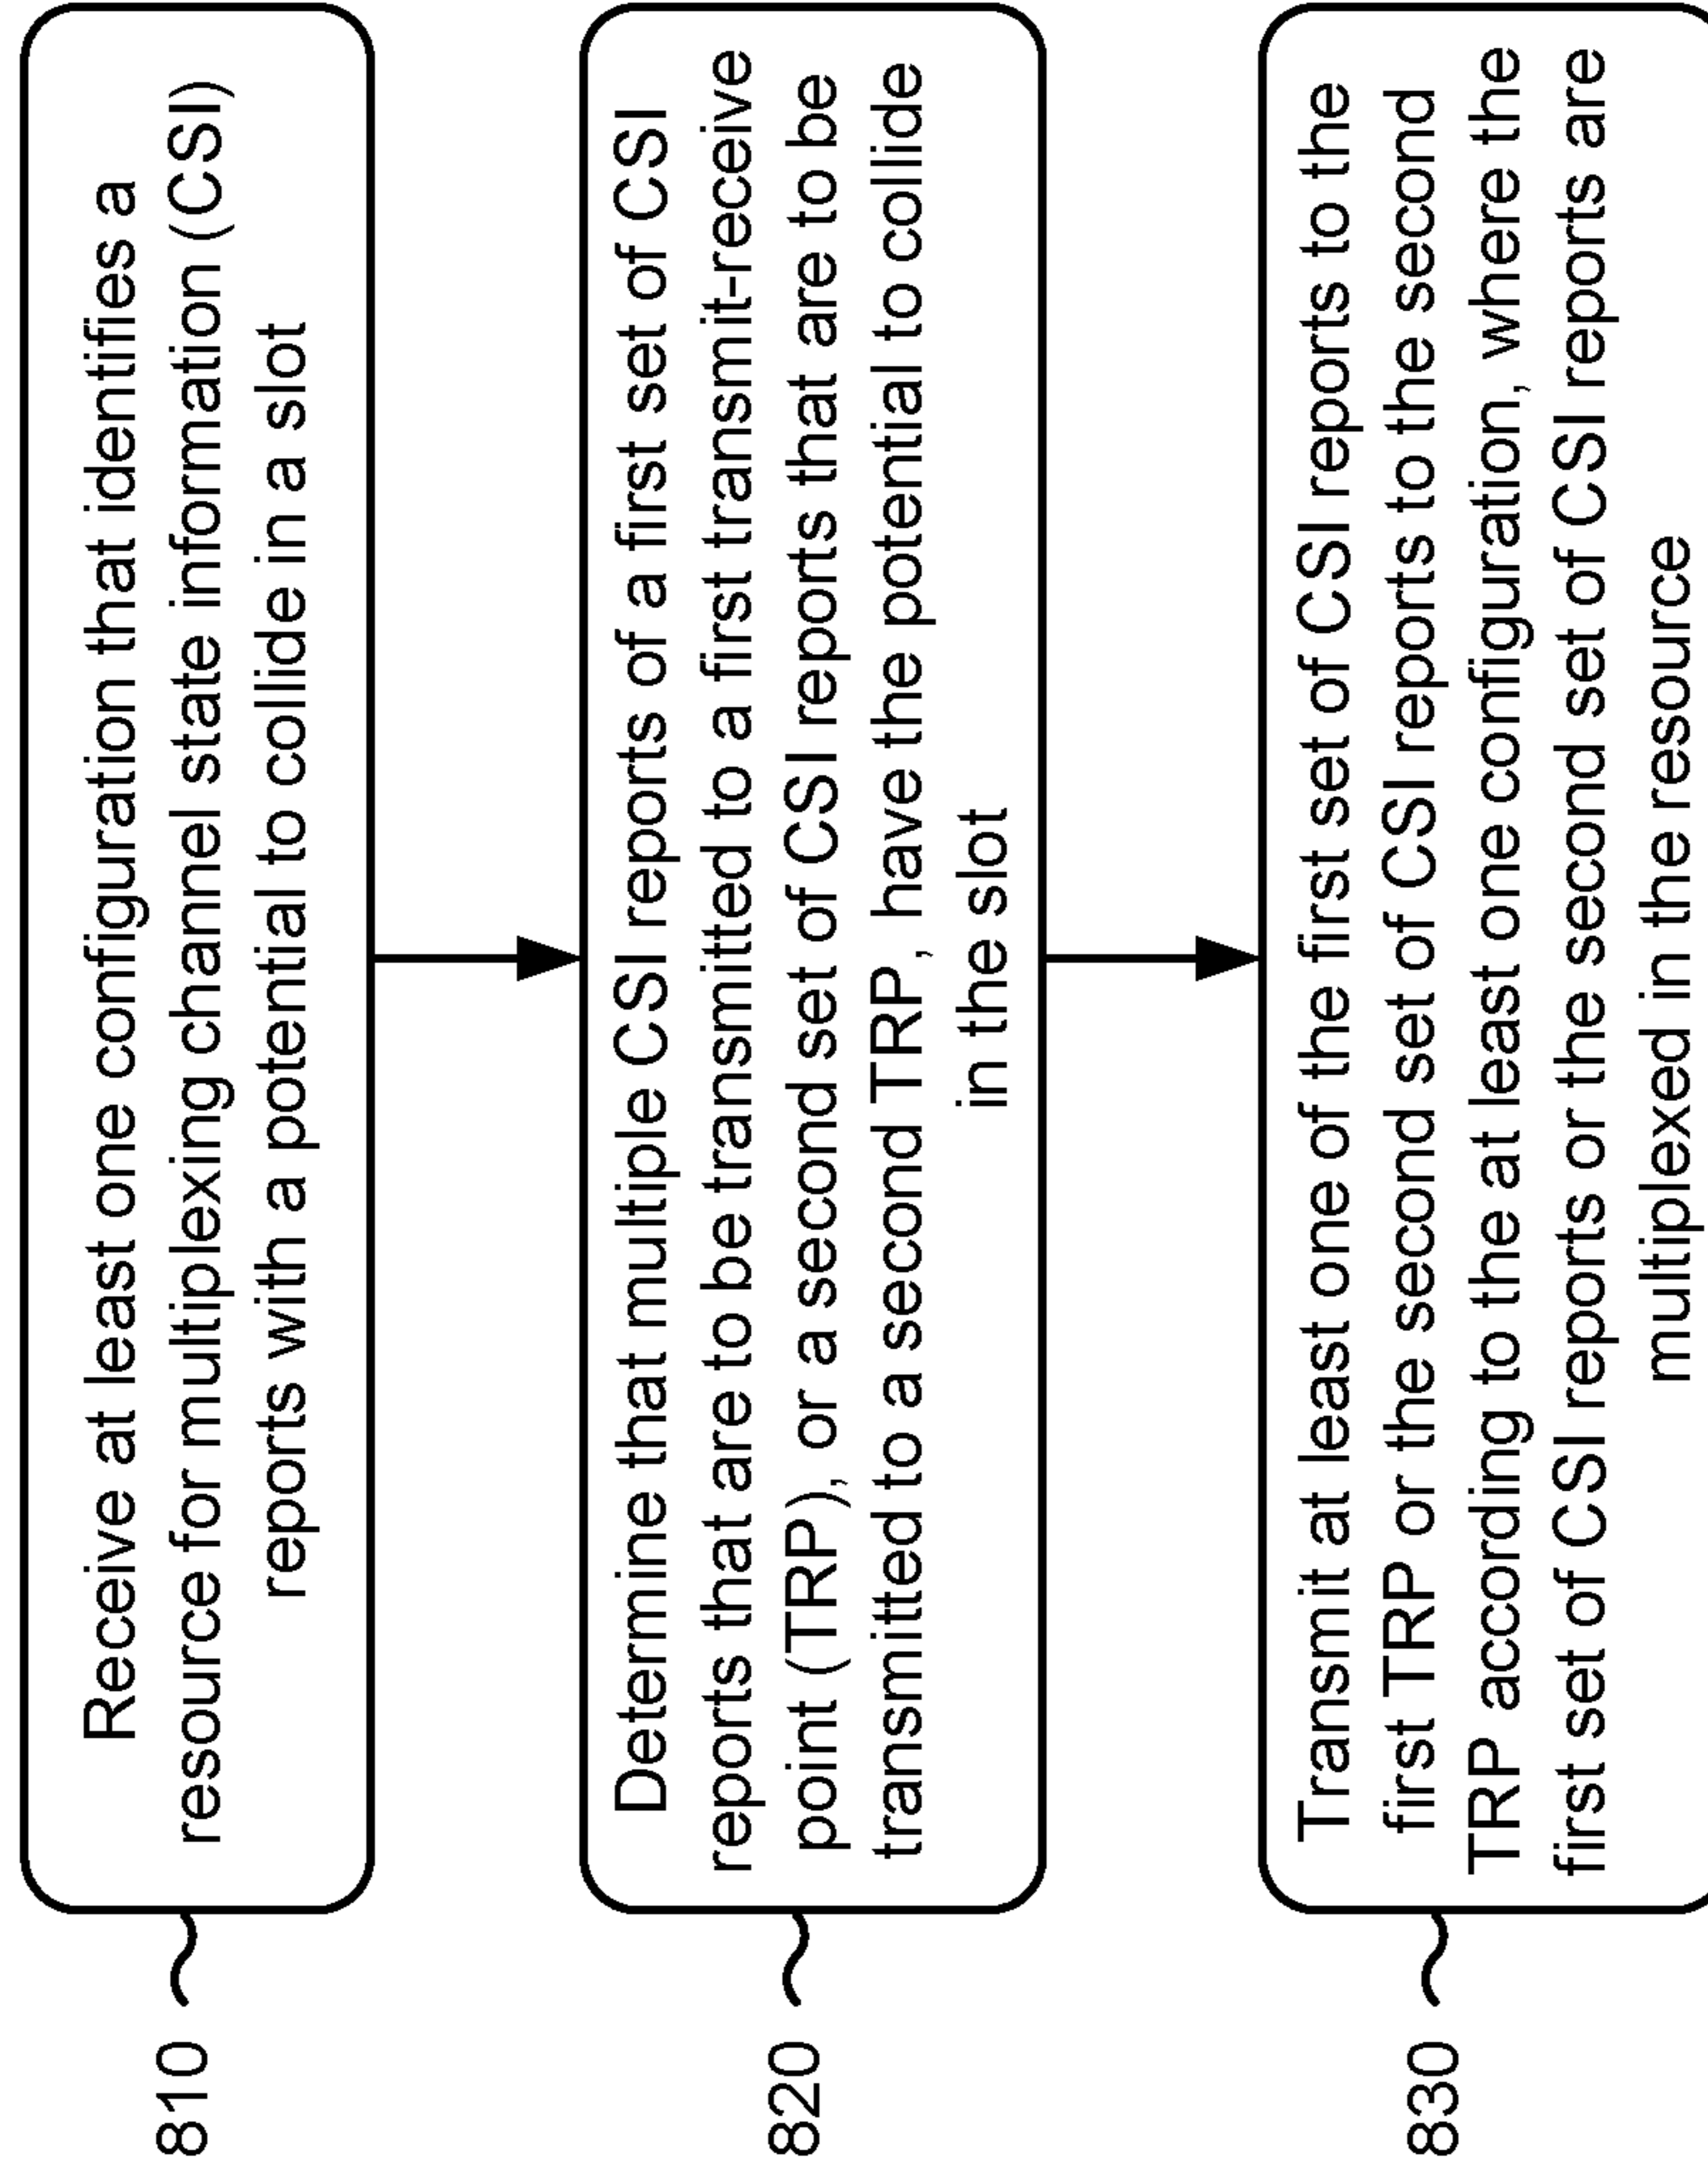 810
Receive at least one configuration that identifies a
resource for multiplexing channel state information (CSI)
reports with a potential to collide in a slot
820
Determine that multiple CSI reports of a first set of CSI
reports that are to be transmitted to a first transmit-receive
point (TRP), or a second set of CSI reports that are to be
transmitted to a second TRP, have the potential to collide
in the slot
830
Transmit at least one of the first set of CSI reports to the
first TRP or the second set of CSI reports to the second
TRP according to the at least one configuration, where the
first set of CSI reports or the second set of CSI reports are
multiplexed in the resource